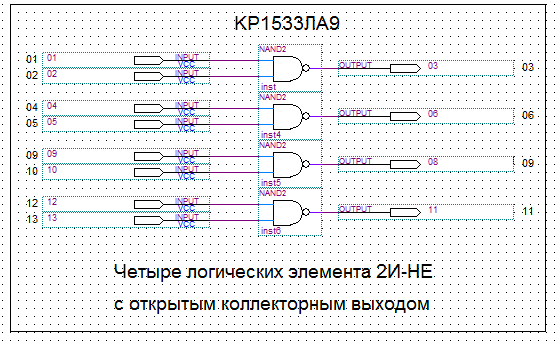 КР1533ЛА9
NAND2
01 01 INPUT VCC OUTPUT 03 03
02 02 INPUT VCC
inst
NAND2
04 04 INPUT VCC OUTPUT 06 06
05 05 INPUT VCC
inst4
NAND2
09 09 INPUT VCC OUTPUT 08 09
10 10 INPUT VCC
inst5
NAND2
12 12 INPUT VCC OUTPUT 11 11
13 13 INPUT VCC
inst6
Четыре логических элемента 2И-НЕ
с открытым коллекторным выходом